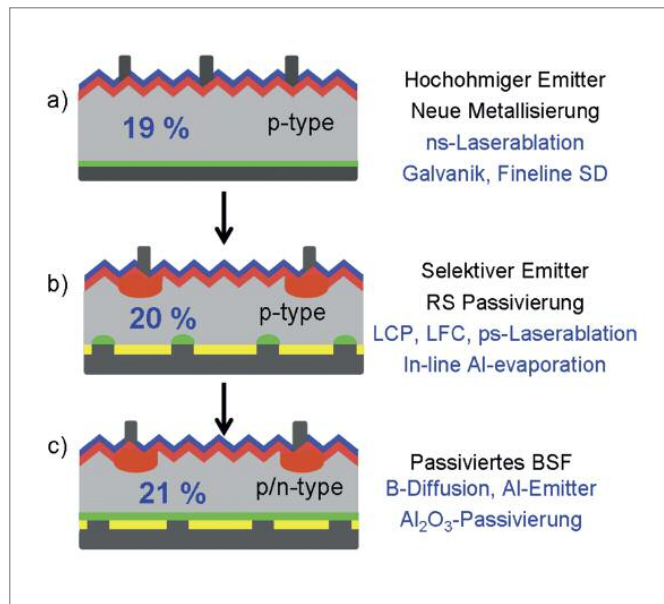 a)
19 %
p-type
Hochohmiger Emitter
Neue Metallisierung
ns-Laserablation
Galvanik, Fineline SD
b)
20 %
p-type
Selektiver Emitter
RS Passivierung
LCP, LFC, ps-Laserablation
In-line Al-evaporation
c)
21 %
p/n-type
Passiviertes BSF
B-Diffusion, Al-Emitter
Al₂O₃-Passivierung